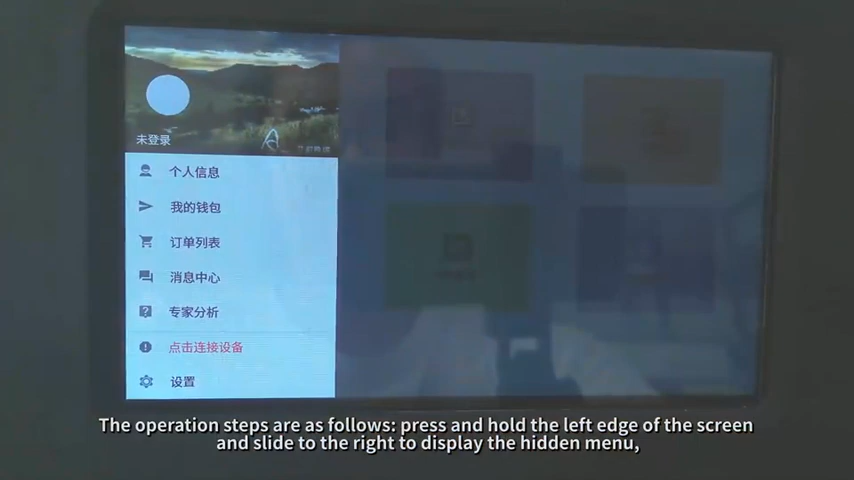 未登录
个人信息
我的钱包
订单列表
消息中心
专家分析
点击连接设备
设置
The operation steps are as follows: press and hold the left edge of the screen
and slide to the right to display the hidden menu,